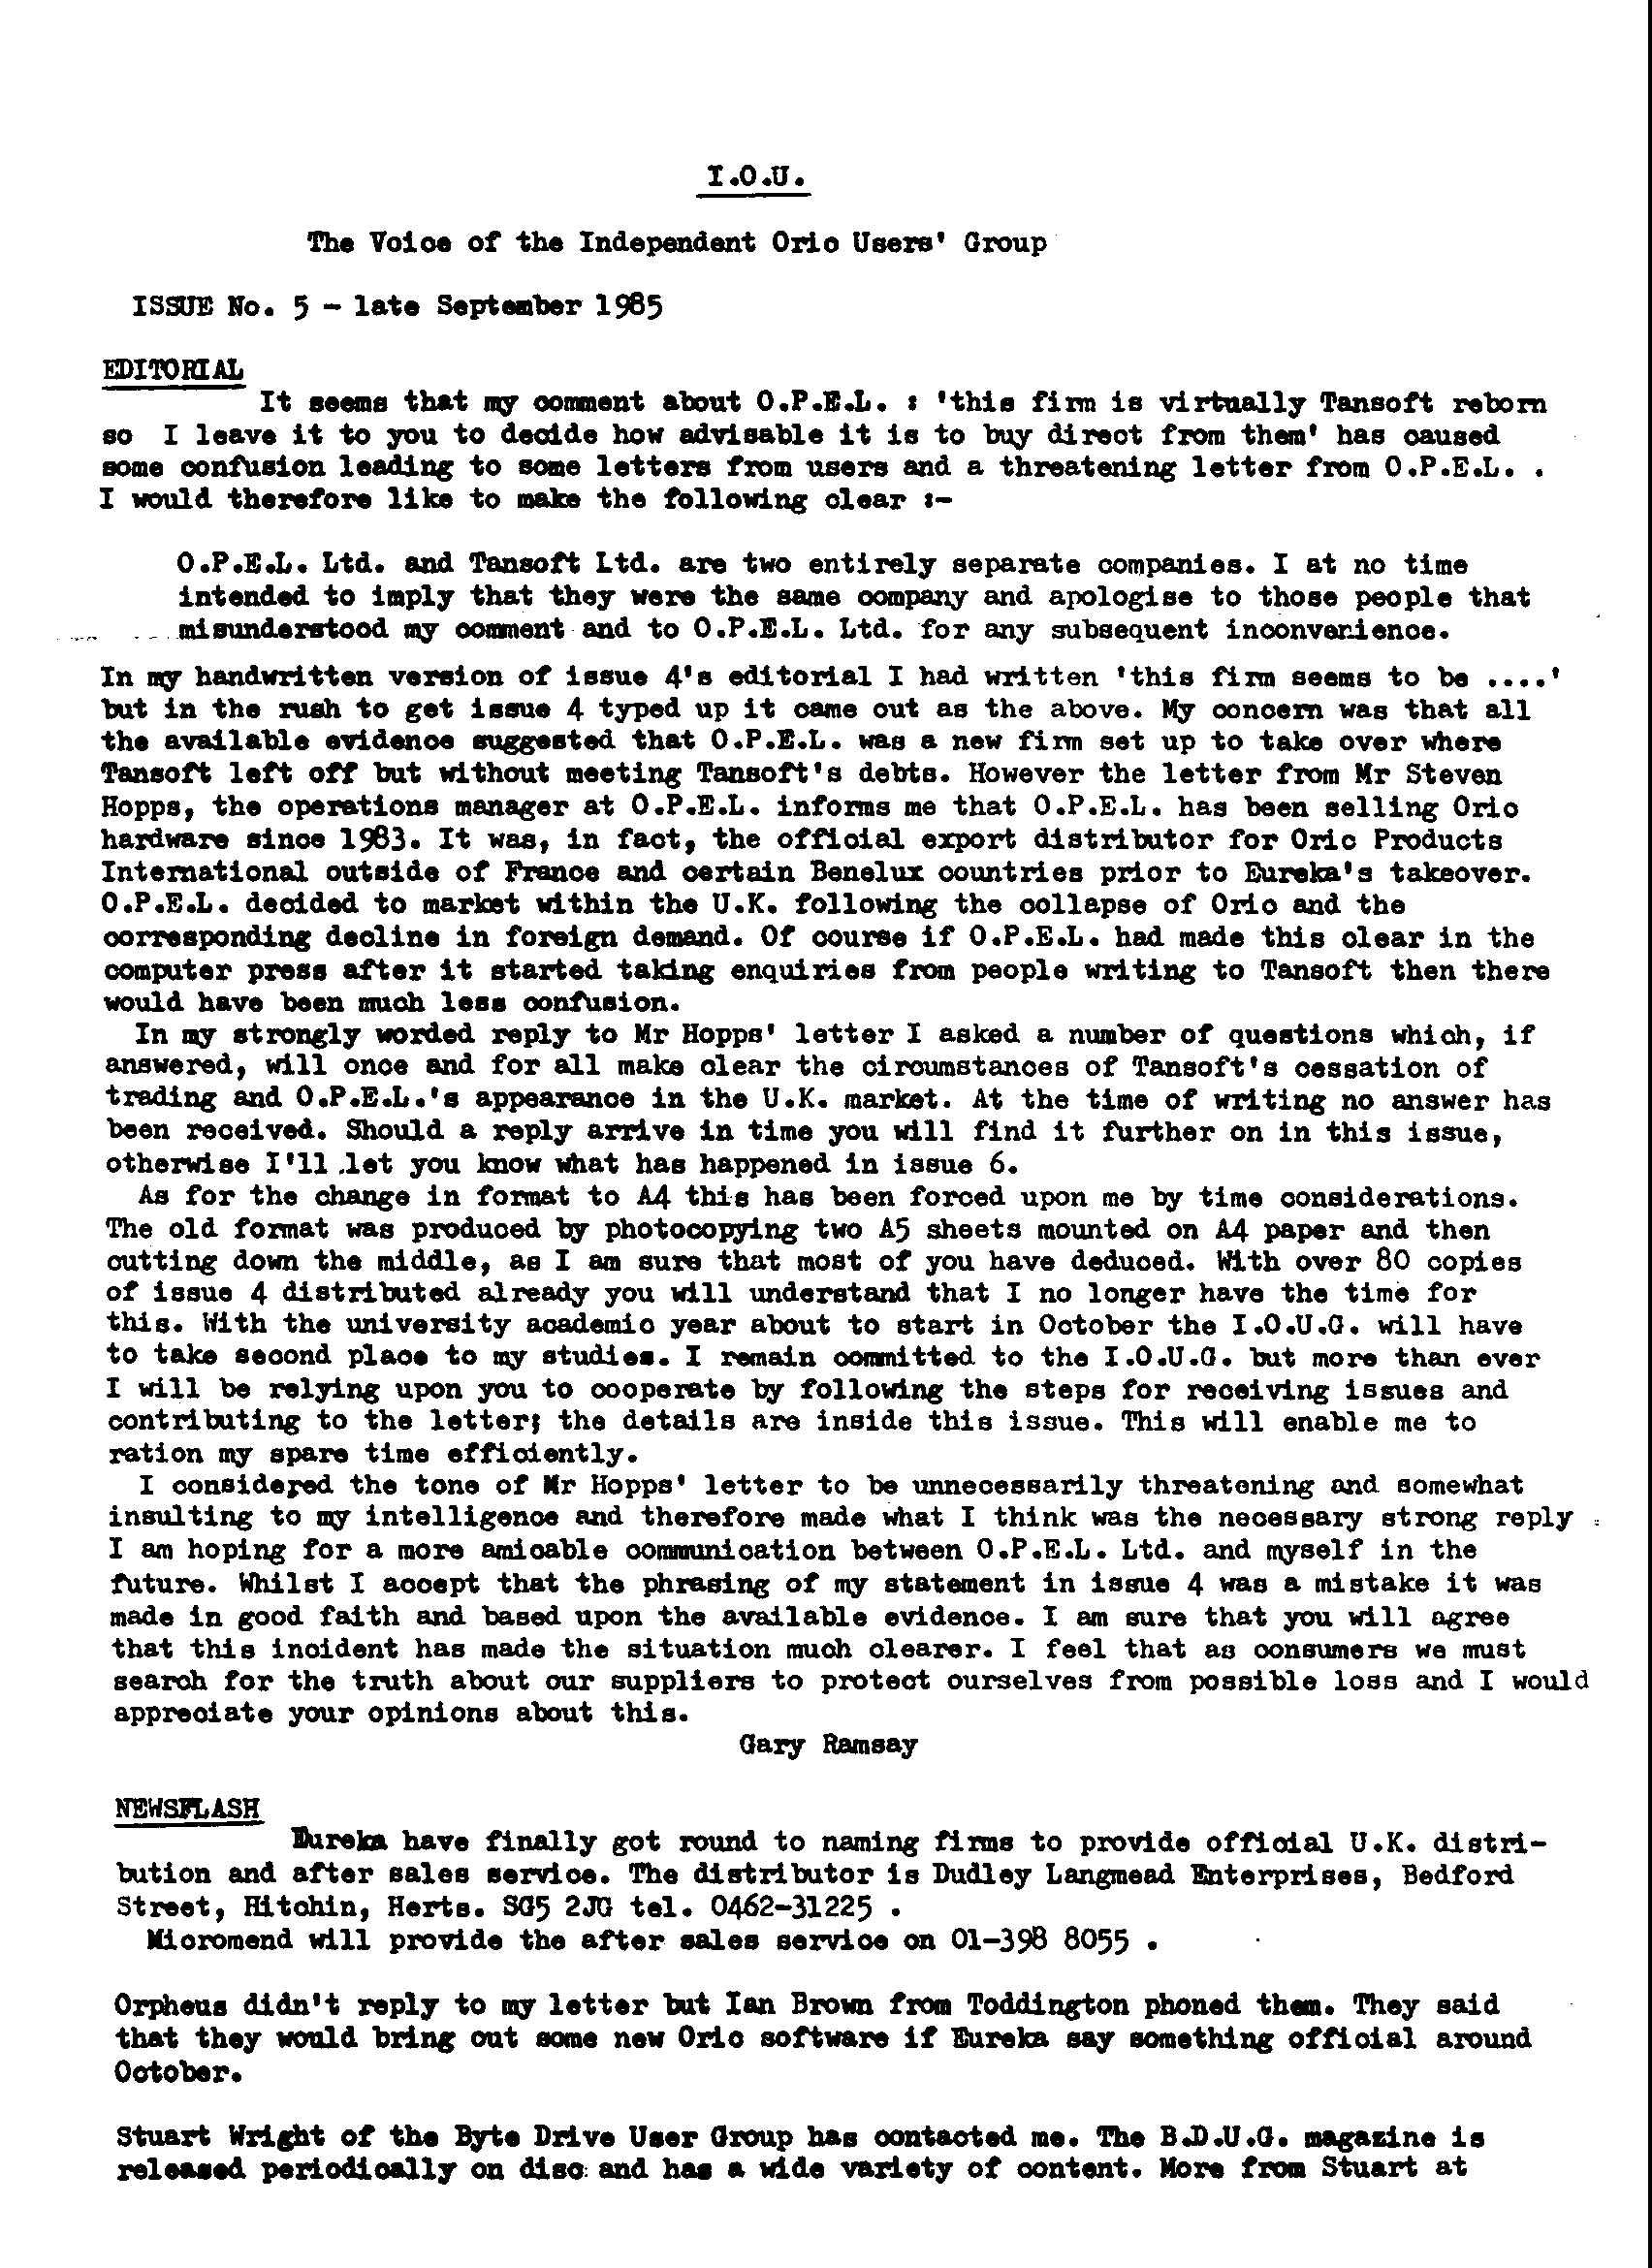 I.O.U.
The Voice of the Independent Oric Users' Group
ISSUE No. 5 - late September 1985
EDITORIAL
It seems that my comment about O.P.E.L. : 'this firm is virtually Tansoft reborn
so I leave it to you to decide how advisable it is to buy direct from them' has caused
some confusion leading to some letters from users and a threatening letter from O.P.E.L. .
I would therefore like to make the following clear :-
O.P.E.L. Ltd. and Tansoft Ltd. are two entirely separate companies. I at no time
intended to imply that they were the same company and apologise to those people that
misunderstood my comment and to O.P.E.L. Ltd. for any subsequent inconvenience.
In my handwritten version of issue 4's editorial I had written 'this firm seems to be ....'
but in the rush to get issue 4 typed up it came out as the above. My concern was that all
the available evidence suggested that O.P.E.L. was a new firm set up to take over where
Tansoft left off but without meeting Tansoft's debts. However the letter from Mr Steven
Hopps, the operations manager at O.P.E.L. informs me that O.P.E.L. has been selling Oric
hardware since 1983. It was, in fact, the official export distributor for Oric Products
International outside of France and certain Benelux countries prior to Eureka's takeover.
O.P.E.L. decided to market within the U.K. following the collapse of Oric and the
corresponding decline in foreign demand. Of course if O.P.E.L. had made this clear in the
computer press after it started taking enquiries from people writing to Tansoft then there
would have been much less confusion.
In my strongly worded reply to Mr Hopps' letter I asked a number of questions which, if
answered, will once and for all make clear the circumstances of Tansoft's cessation of
trading and O.P.E.L.'s appearance in the U.K. market. At the time of writing no answer has
been received. Should a reply arrive in time you will find it further on in this issue,
otherwise I'll let you know what has happened in issue 6.
As for the change in format to A4 this has been forced upon me by time considerations.
The old format was produced by photocopying two A5 sheets mounted on A4 paper and then
cutting down the middle, as I am sure that most of you have deduced. With over 80 copies
of issue 4 distributed already you will understand that I no longer have the time for
this. With the university academic year about to start in October the I.O.U.G. will have
to take second place to my studies. I remain committed to the I.O.U.G. but more than ever
I will be relying upon you to cooperate by following the steps for receiving issues and
contributing to the letter; the details are inside this issue. This will enable me to
ration my spare time efficiently.
I considered the tone of Mr Hopps' letter to be unnecessarily threatening and somewhat
insulting to my intelligence and therefore made what I think was the necessary strong reply .
I am hoping for a more amicable communication between O.P.E.L. Ltd. and myself in the
future. Whilst I accept that the phrasing of my statement in issue 4 was a mistake it was
made in good faith and based upon the available evidence. I am sure that you will agree
that this incident has made the situation much clearer. I feel that as consumers we must
search for the truth about our suppliers to protect ourselves from possible loss and I would
appreciate your opinions about this.
Gary Ramsay
NEWSFLASH
Eureka have finally got round to naming firms to provide official U.K. distri-
bution and after sales service. The distributor is Dudley Langmead Enterprises, Bedford
Street, Hitchin, Herts. SG5 2JG tel. 0462-31225 .
Micromend will provide the after sales service on 01-398 8055 .
Orpheus didn't reply to my letter but Ian Brown from Toddington phoned them. They said
that they would bring out some new Oric software if Eureka say something official around
October.
Stuart Wright of the Byte Drive User Group has contacted me. The B.D.U.G. magazine is
released periodically on disc and has a wide variety of content. More from Stuart at